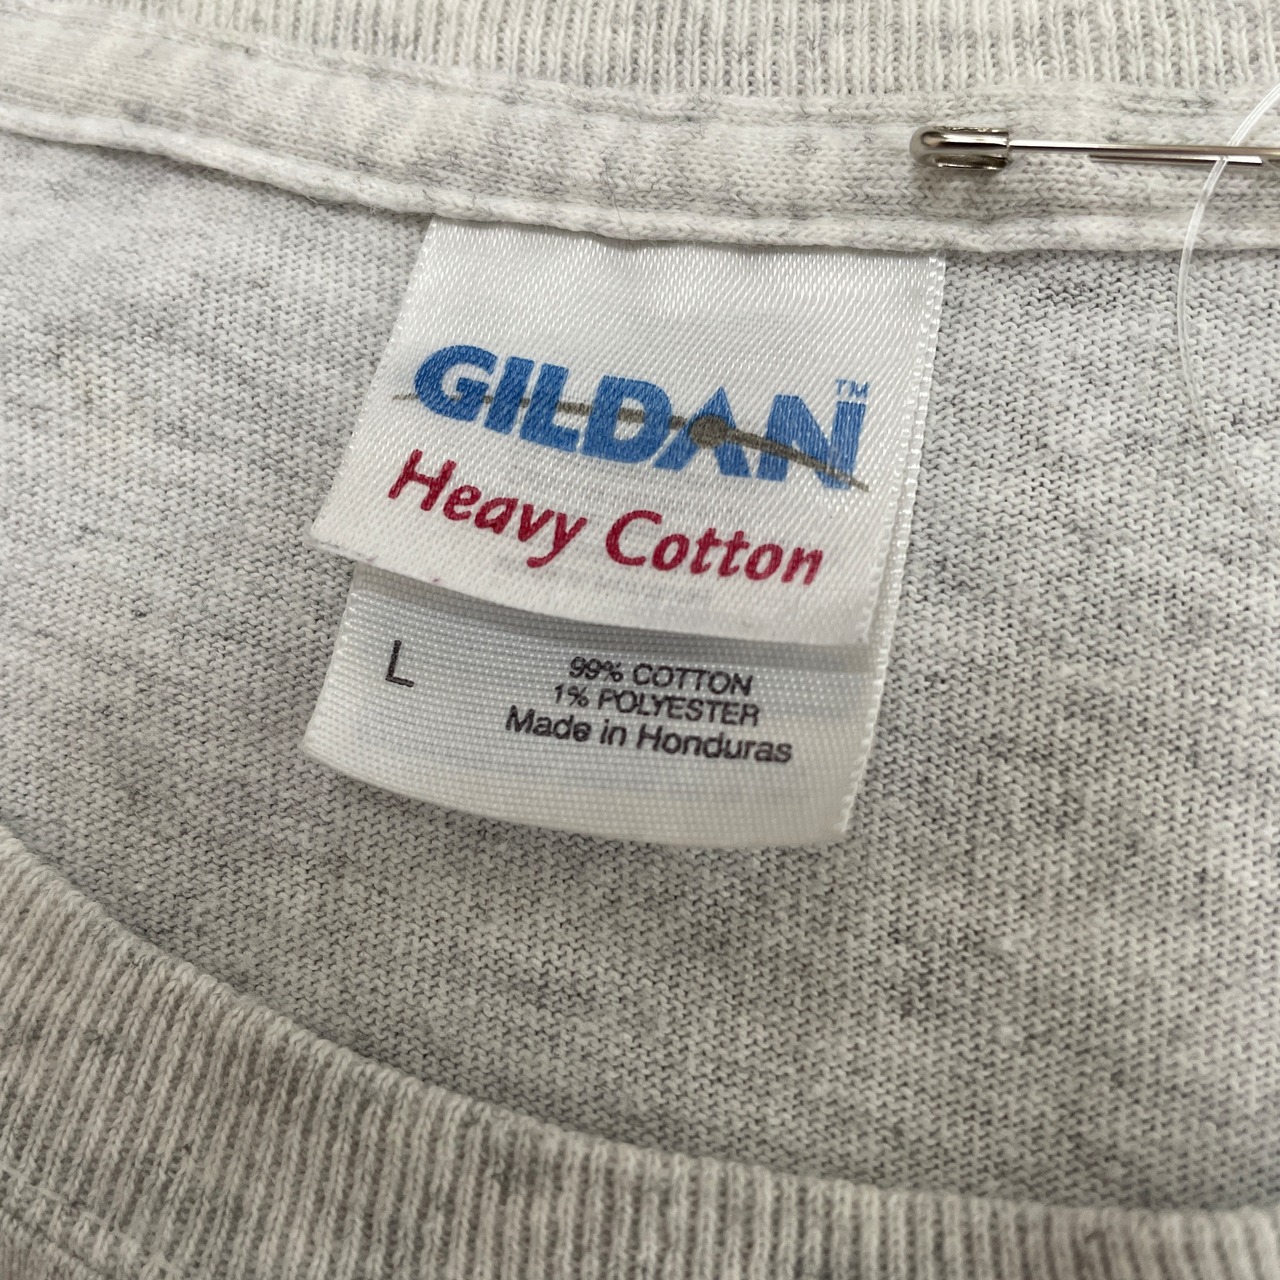 GILDAN™
Heavy Cotton
L
99% COTTON
1% POLYESTER
Made in Honduras